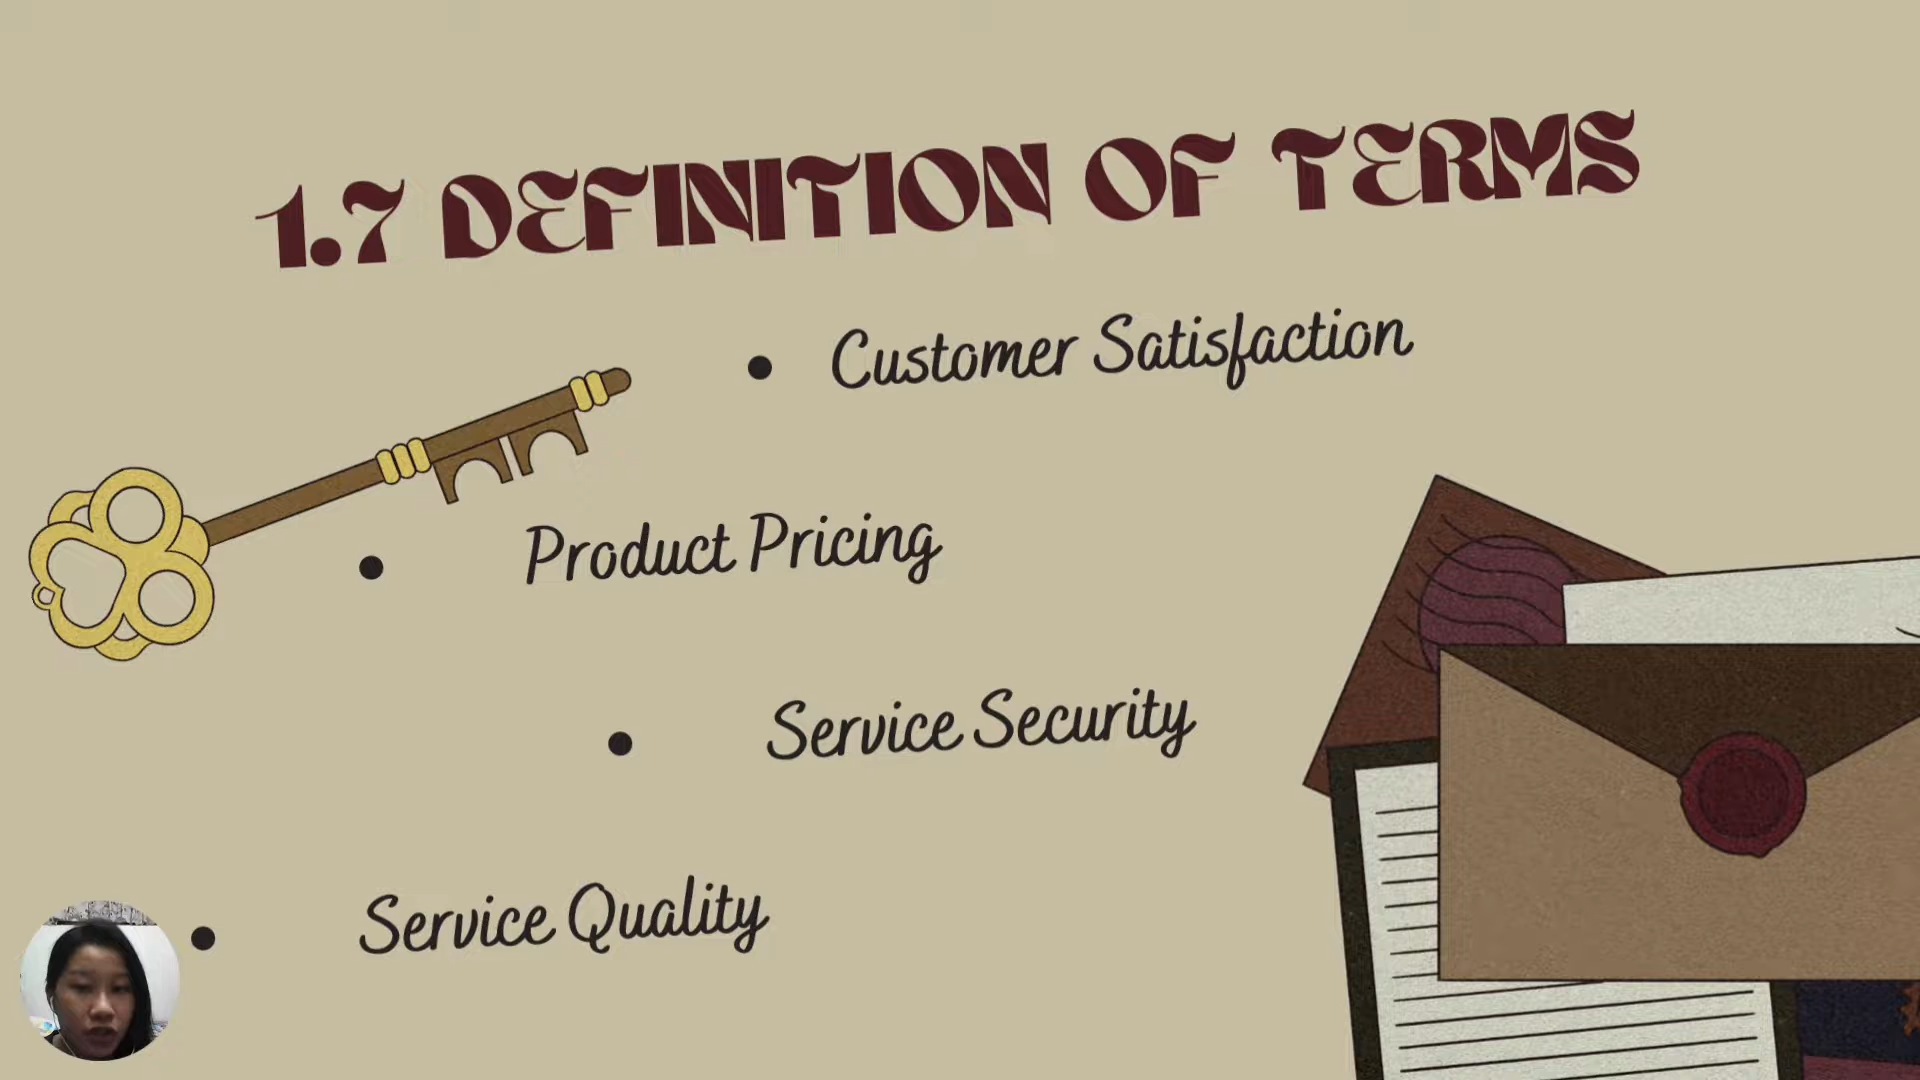 1.7 DEFINITION OF TERMS
• Customer Satisfaction
• Product Pricing
• Service Security
• Service Quality